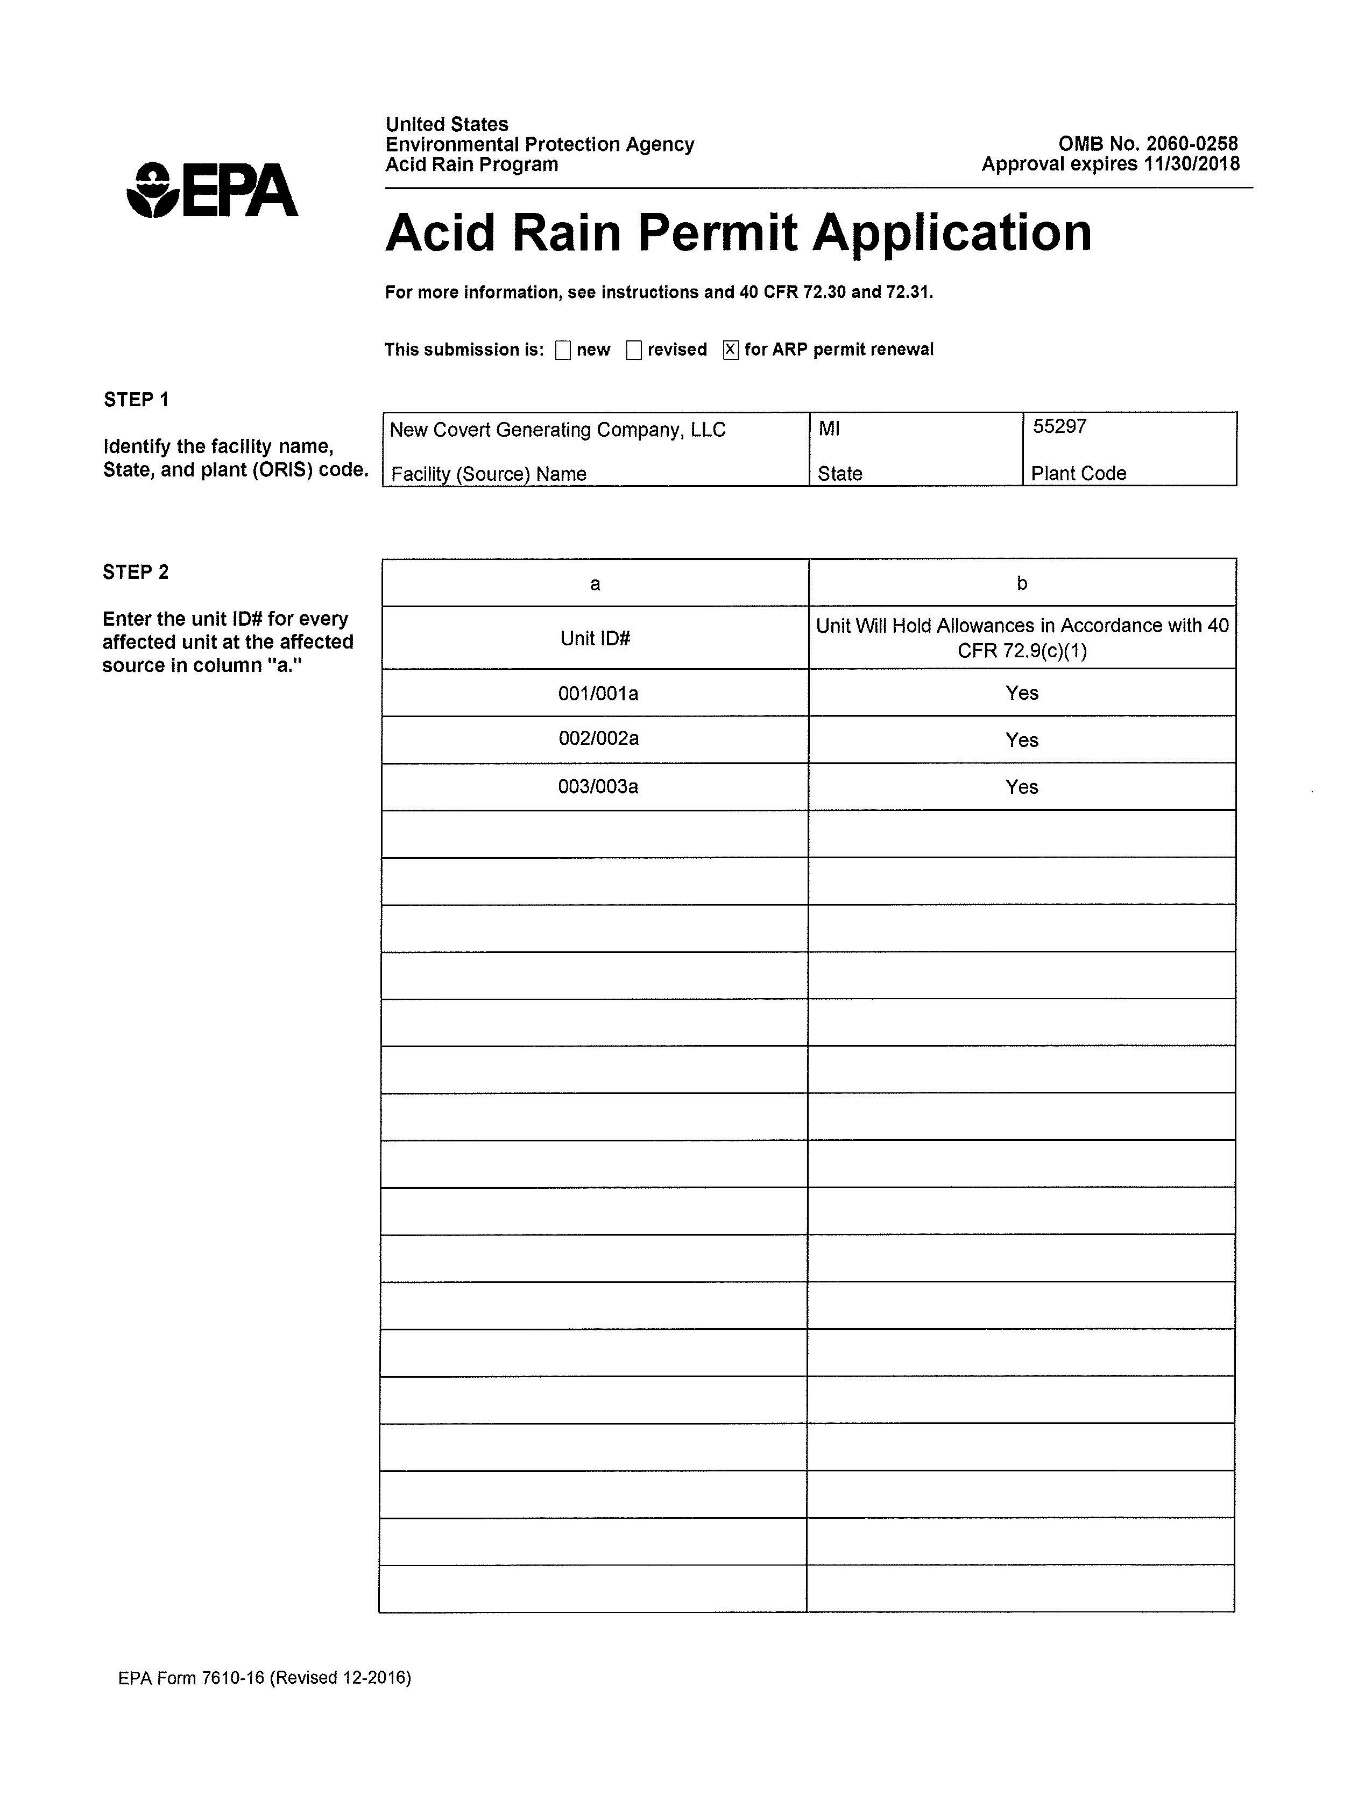 United States
Environmental Protection Agency
Acid Rain Program
OMB No. 2060-0258
Approval expires 11/30/2018
EPA
Acid Rain Permit Application
For more information, see instructions and 40 CFR 72.30 and 72.31.
This submission is: new revised X for ARP permit renewal
STEP 1
Identify the facility name,
State, and plant (ORIS) code.
New Covert Generating Company, LLC MI 55297
Facility (Source) Name State Plant Code
STEP 2
Enter the unit ID# for every
affected unit at the affected
source in column "a."
a b
Unit ID# Unit Will Hold Allowances in Accordance with 40
CFR 72.9(c)(1)
001/001a Yes
002/002a Yes
003/003a Yes
EPA Form 7610-16 (Revised 12-2016)